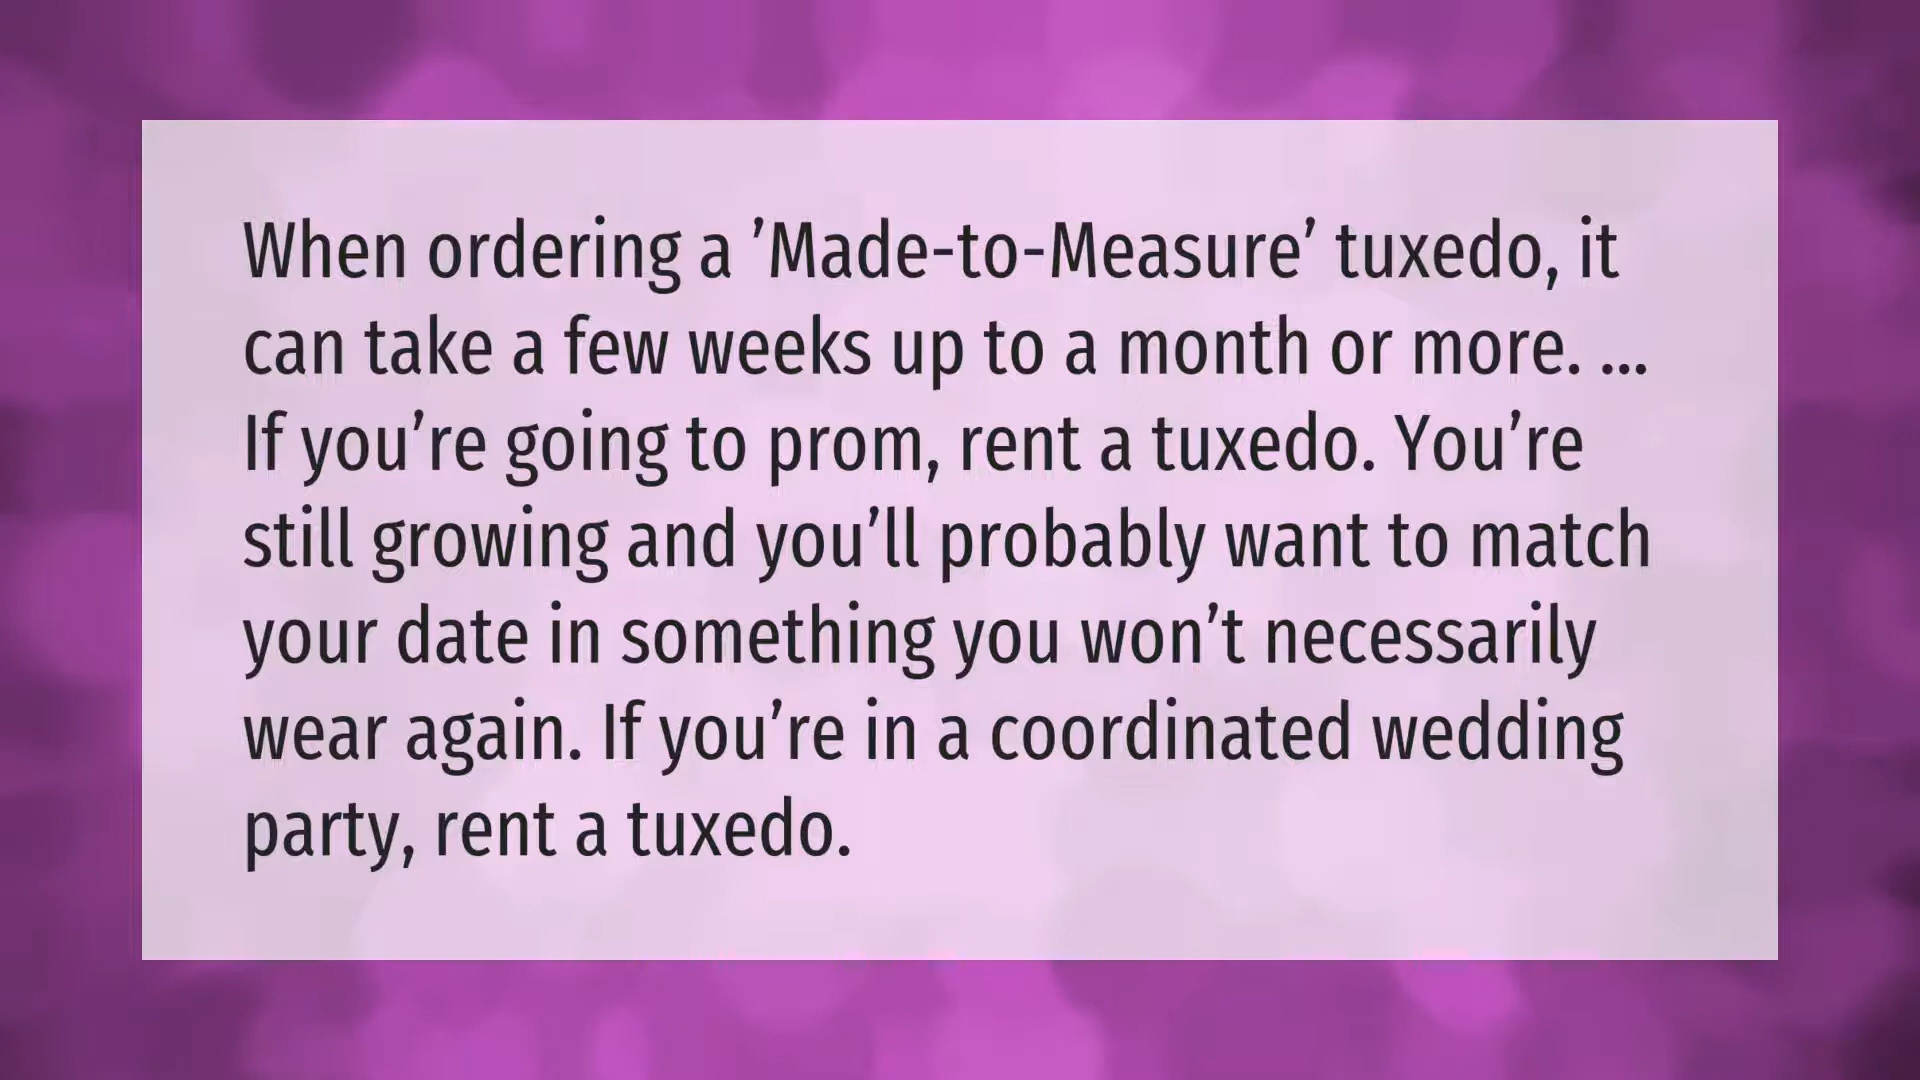 When ordering a ’Made-to-Measure’ tuxedo, it
can take a few weeks up to a month or more. ...
If you’re going to prom, rent a tuxedo. You’re
still growing and you’ll probably want to match
your date in something you won’t necessarily
wear again. If you’re in a coordinated wedding
party, rent a tuxedo.